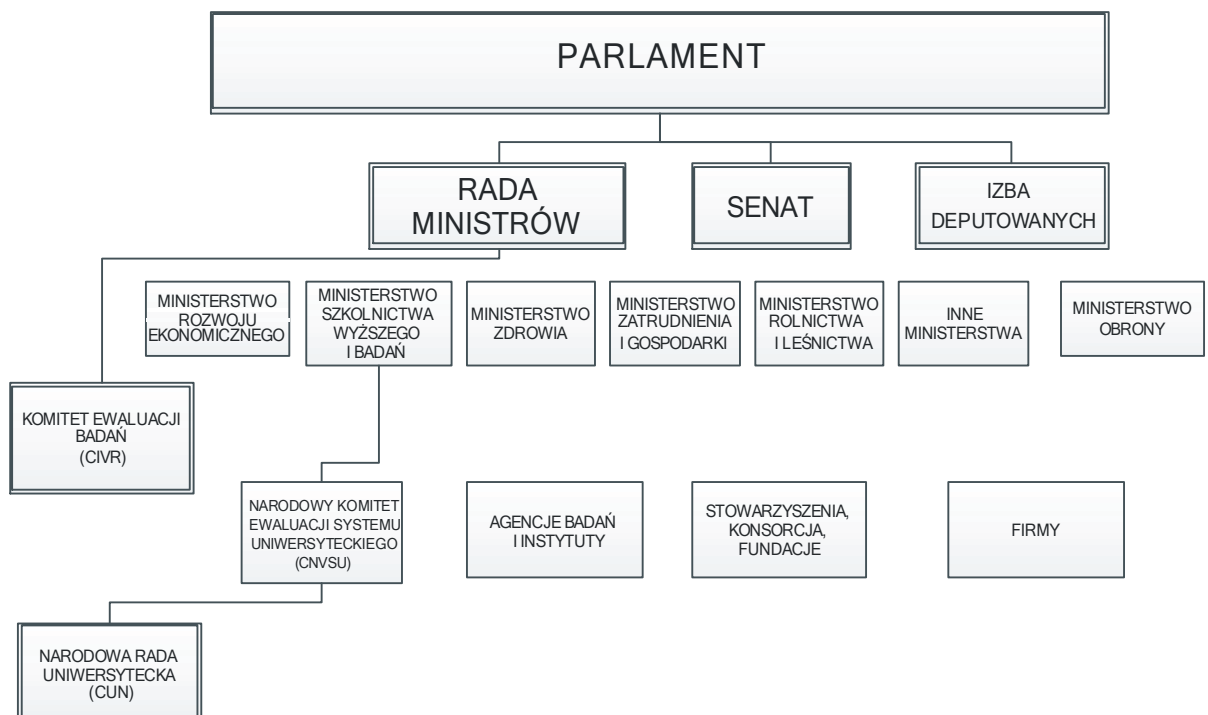 PARLAMENT
RADA
MINISTRÓW
SENAT
IZBA
DEPUTOWANYCH
MINISTERSTWO
ROZWOJU
EKONOMICZNEGO
MINISTERSTWO
SZKOLNICTWA
WYŻSZEGO
I BADAŃ
MINISTERSTWO
ZDROWIA
MINISTERSTWO
ZATRUDNIENIA
I GOSPODARKI
MINISTERSTWO
ROLNICTWA
I LEŚNICTWA
INNE
MINISTERSTWA
MINISTERSTWO
OBRONY
KOMITET EWALUACJI
BADAŃ
(CIVR)
NARODOWY KOMITET
EWALUACJI SYSTEMU
UNIWERSYTECKIEGO
(CNVSU)
AGENCJE BADAŃ
I INSTYTUTY
STOWARZYSZENIA,
KONSORCJA,
FUNDACJE
FIRMY
NARODOWA RADA
UNIWERSYTECKA
(CUN)